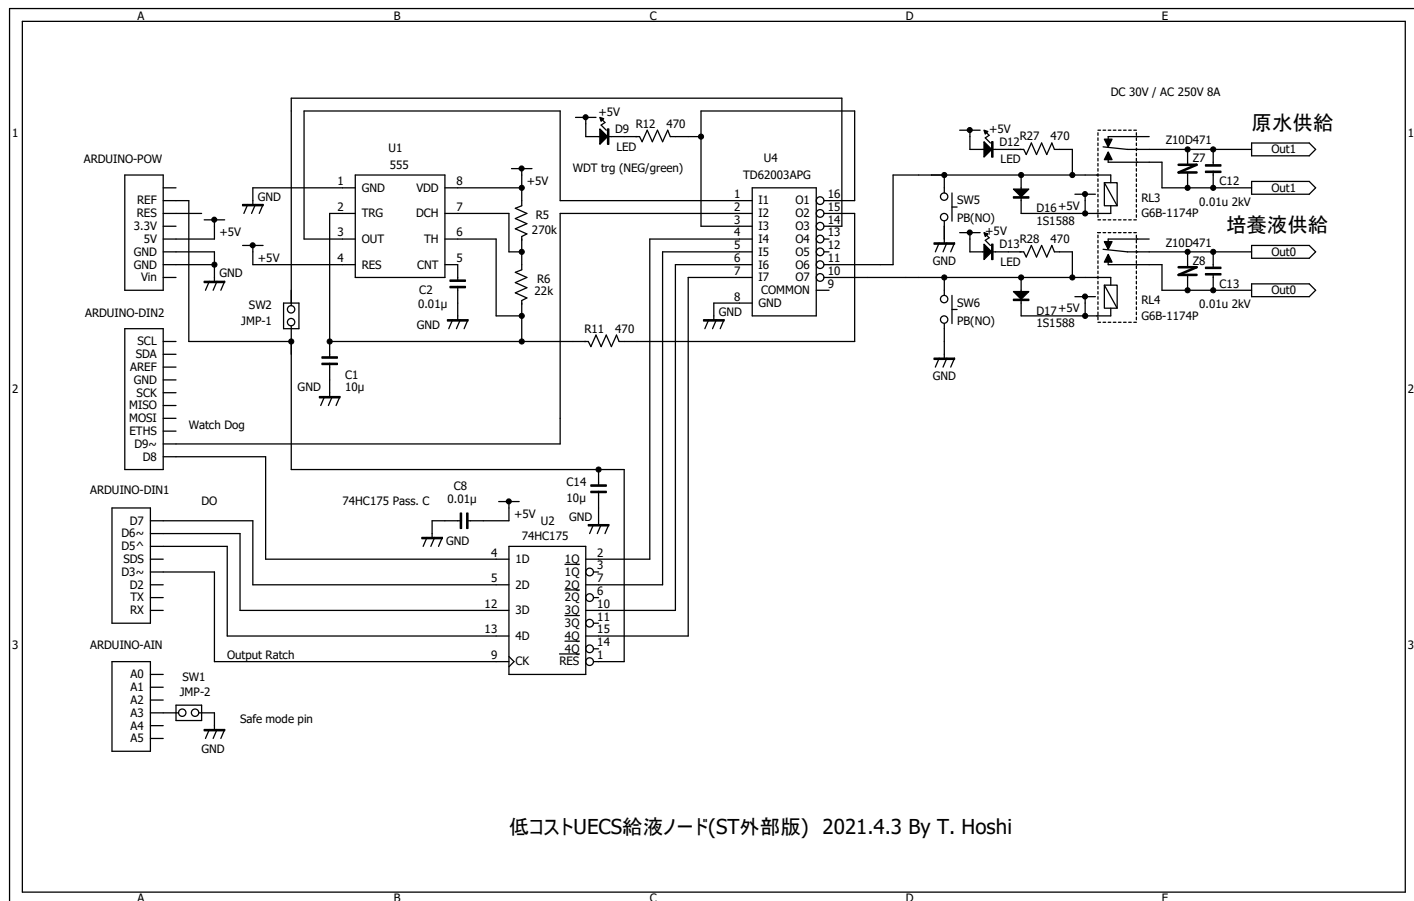 A B C D E
1
2
3
ARDUINO-POW
REF
RES
3.3V
5V
GND
GND
Vin
+5V
GND
ARDUINO-DIN2
SCL
SDA
AREF
GND
SCK
MISO
MOSI
ETHS
D9~
D8
Watch Dog
ARDUINO-DIN1
DO
D7
D6~
D5^
SDS
D3~
D2
TX
RX
Output Ratch
ARDUINO-AIN
A0
A1
A2
A3
A4
A5
SW1
JMP-2
GND
Safe mode pin
GND
+5V
SW2
JMP-1
U1
555
1 GND VDD 8
2 TRG DCH 7
3 OUT TH 6
4 RES CNT 5
+5V
R5
270k
R6
22k
C2
0.01μ
GND
C1
10μ
GND
R11 470
+5V
D9
LED
R12 470
WDT trg (NEG/green)
U4
TD62003APG
1 I1 O1 16
2 I2 O2 15
3 I3 O3 14
4 I4 O4 13
5 I5 O5 12
6 I6 O6 11
7 I7 O7 10
COMMON 9
8 GND
GND
74HC175 Pass. C
C8
0.01μ
GND
+5V
C14
10μ
GND
U2
74HC175
4 1D 1Q 2
1Q 3
5 2D 2Q 7
2Q 6
12 3D 3Q 10
3Q 11
13 4D 4Q 15
4Q 14
9 CK RES 1
DC 30V / AC 250V 8A
+5V
D12
LED
R27 470
SW5
PB(NO)
GND
D16
1S1588
+5V
RL3
G6B-1174P
Z10D471
Z7
C12
0.01u 2kV
原水供給
Out1
Out1
培養液供給
+5V
D13
LED
R28 470
SW6
PB(NO)
GND
D17
1S1588
+5V
RL4
G6B-1174P
Z10D471
Z8
C13
0.01u 2kV
Out0
Out0
低コストUECS給液ノード(ST外部版) 2021.4.3 By T. Hoshi
1
2
3
A B C D E